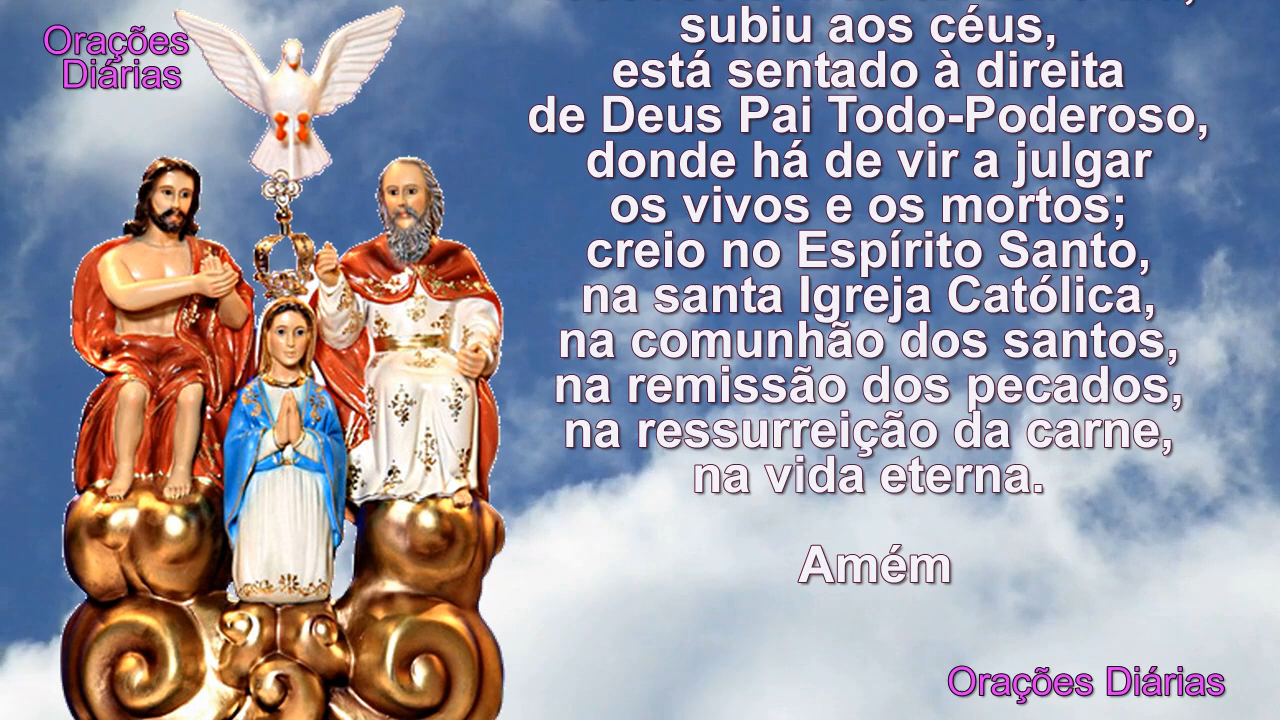 Orações
Diárias
subiu aos céus,
está sentado à direita
de Deus Pai Todo-Poderoso,
donde há de vir a julgar
os vivos e os mortos;
creio no Espírito Santo,
na santa Igreja Católica,
na comunhão dos santos,
na remissão dos pecados,
na ressurreição da carne,
na vida eterna.
Amém
Orações Diárias